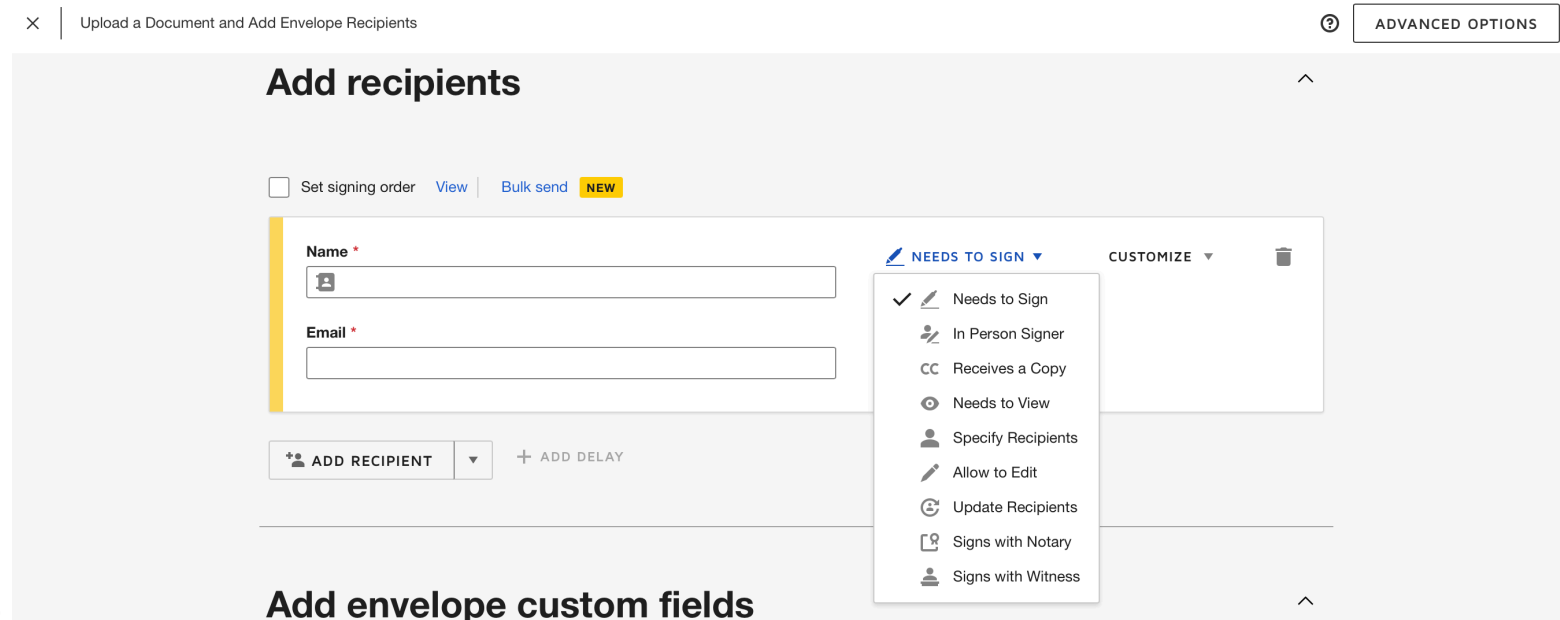 Upload a Document and Add Envelope Recipients
ADVANCED OPTIONS
Add recipients
Set signing order View Bulk send NEW
Name *
NEEDS TO SIGN
CUSTOMIZE
Needs to Sign
In Person Signer
Email *
CC Receives a Copy
Needs to View
Specify Recipients
ADD RECIPIENT
ADD DELAY
Allow to Edit
Update Recipients
Signs with Notary
Signs with Witness
Add envelope custom fields